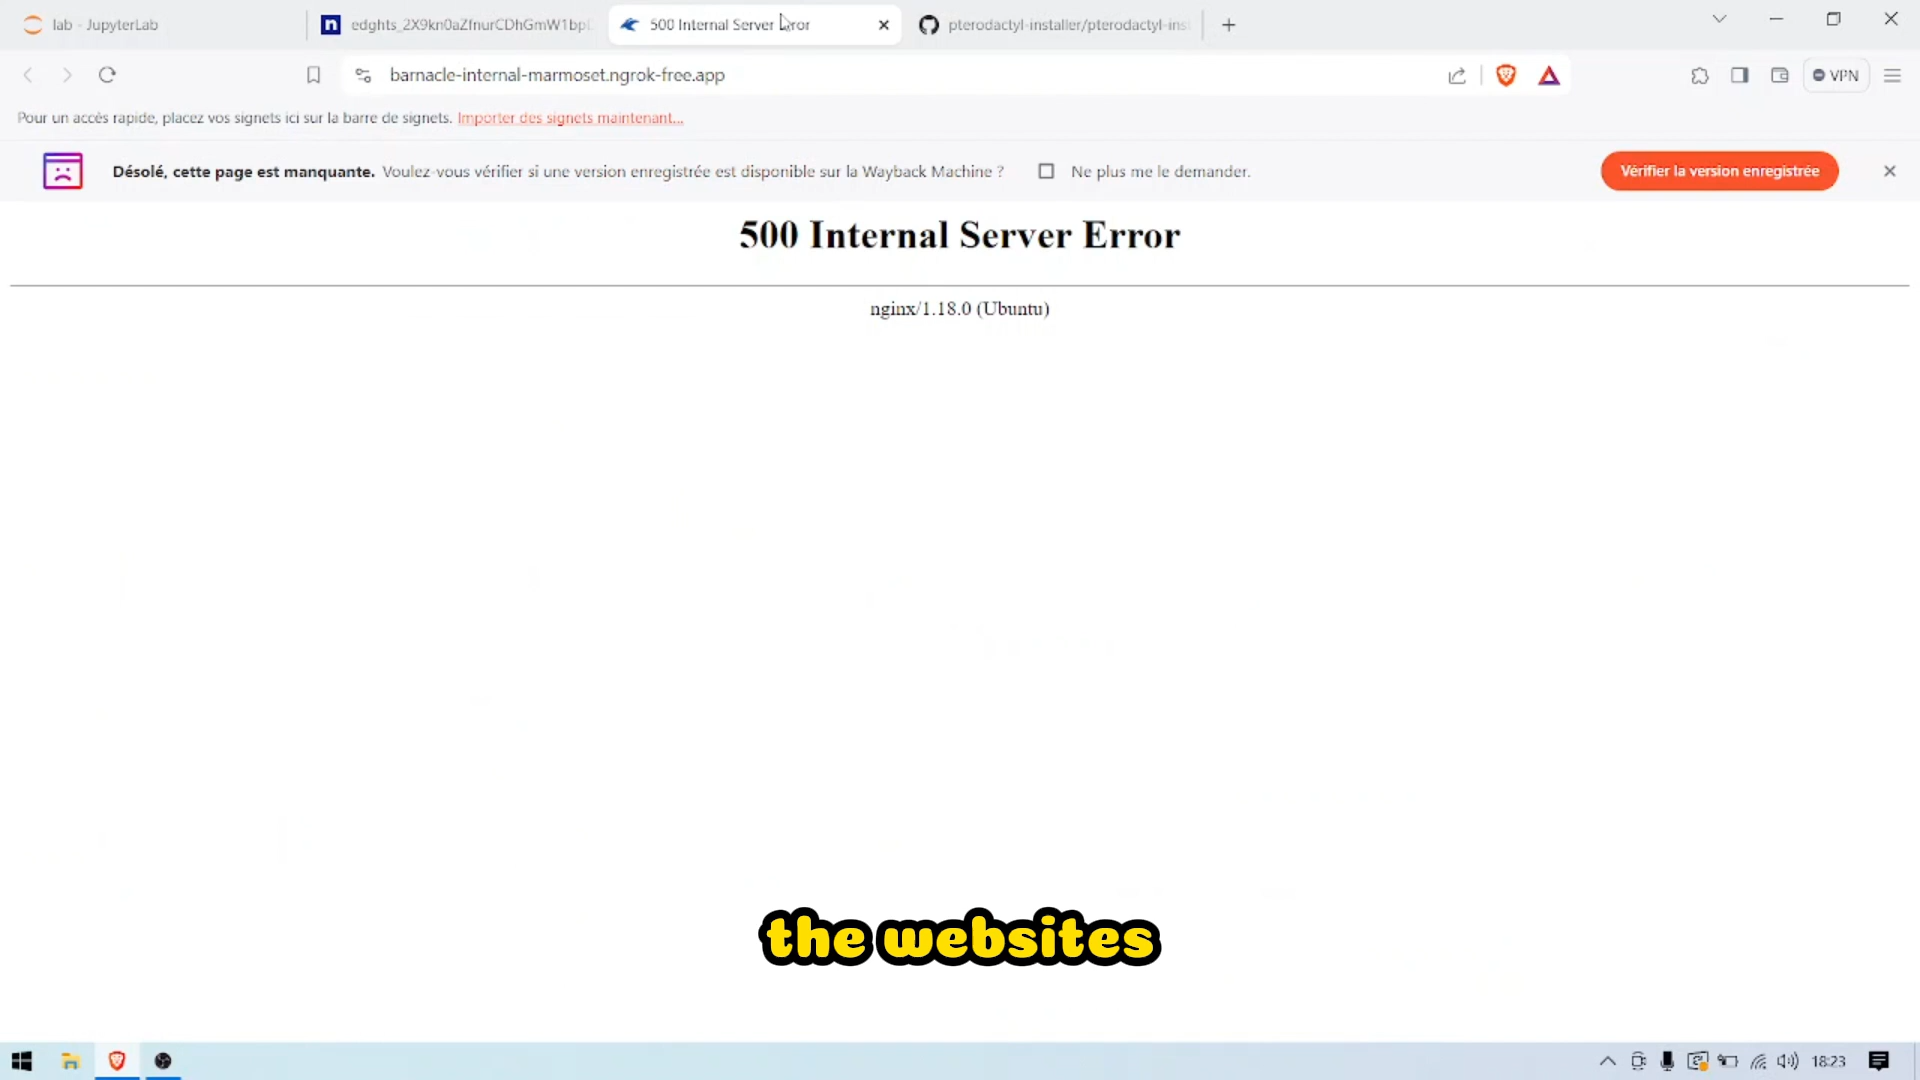 lab - JupyterLab
500 Internal Server Error
pterodactyl-installer/pterodactyl-ins
barnacle-internal-marmoset.ngrok-free.app
VPN
Pour un accès rapide, placez vos signets ici sur la barre de signets. Importer des signets maintenant...
Désolé, cette page est manquante. Voulez-vous vérifier si une version enregistrée est disponible sur la Wayback Machine ?
Ne plus me le demander.
Vérifier la version enregistrée
500 Internal Server Error
nginx/1.18.0 (Ubuntu)
the websites
18:23